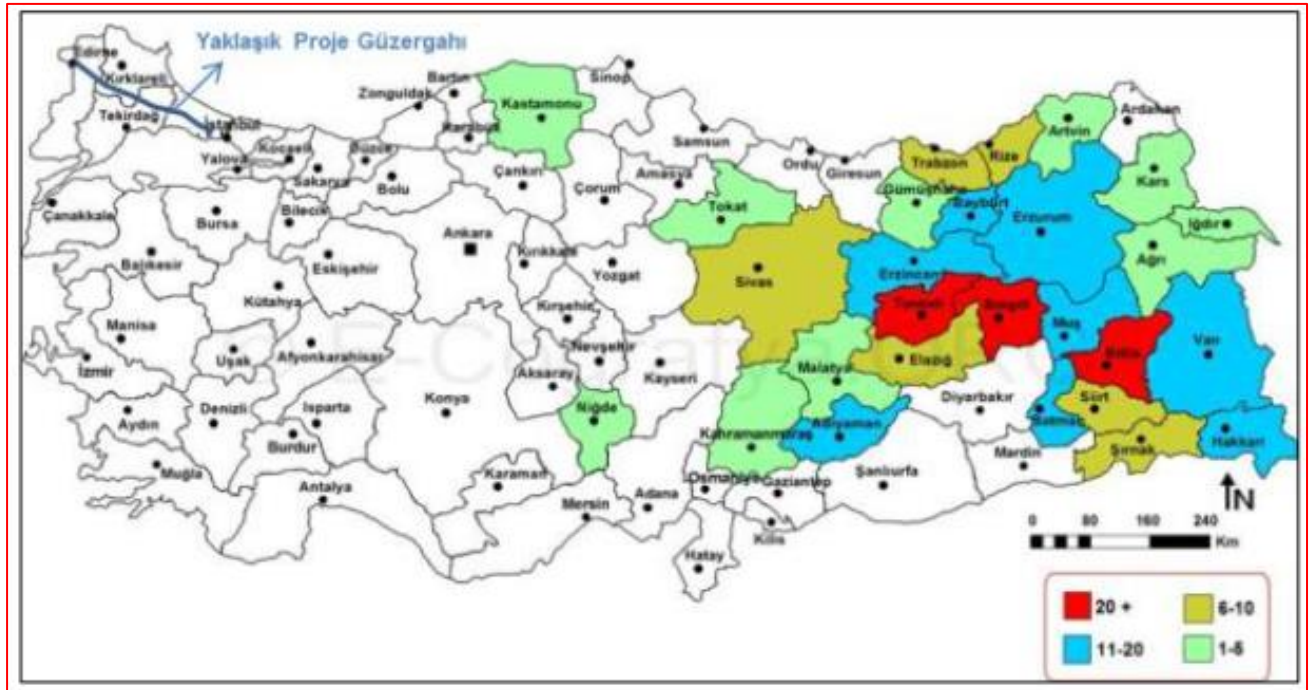 Yaklaşık Proje Güzergahı
Edirne
Kırklareli
Tekirdağ
İstanbul
Yalova
Kocaeli
Sakarya
Düzce
Bolu
Zonguldak
Bartın
Karabük
Kastamonu
Sinop
Çankırı
Çorum
Samsun
Amasya
Tokat
Ordu
Giresun
Trabzon
Rize
Artvin
Ardahan
Gümüşhane
Bayburt
Erzurum
Kars
Iğdır
Ağrı
Çanakkale
Bursa
Bilecik
Balıkesir
Eskişehir
Ankara
Kırıkkale
Yozgat
Sivas
Erzincan
Tunceli
Bingöl
Muş
Bitlis
Van
Kütahya
Kırşehir
Manisa
Uşak
Afyonkarahisar
Nevşehir
Kayseri
Malatya
Elazığ
İzmir
Aksaray
Niğde
Konya
Aydın
Denizli
Isparta
Burdur
Kahramanmaraş
Adıyaman
Diyarbakır
Batman
Siirt
Şırnak
Hakkari
Mardin
Şanlıurfa
Muğla
Antalya
Karaman
Mersin
Adana
Osmaniye
Gaziantep
Kilis
Hatay
N
0 80 160 240
Km
20 +
6-10
11-20
1-5